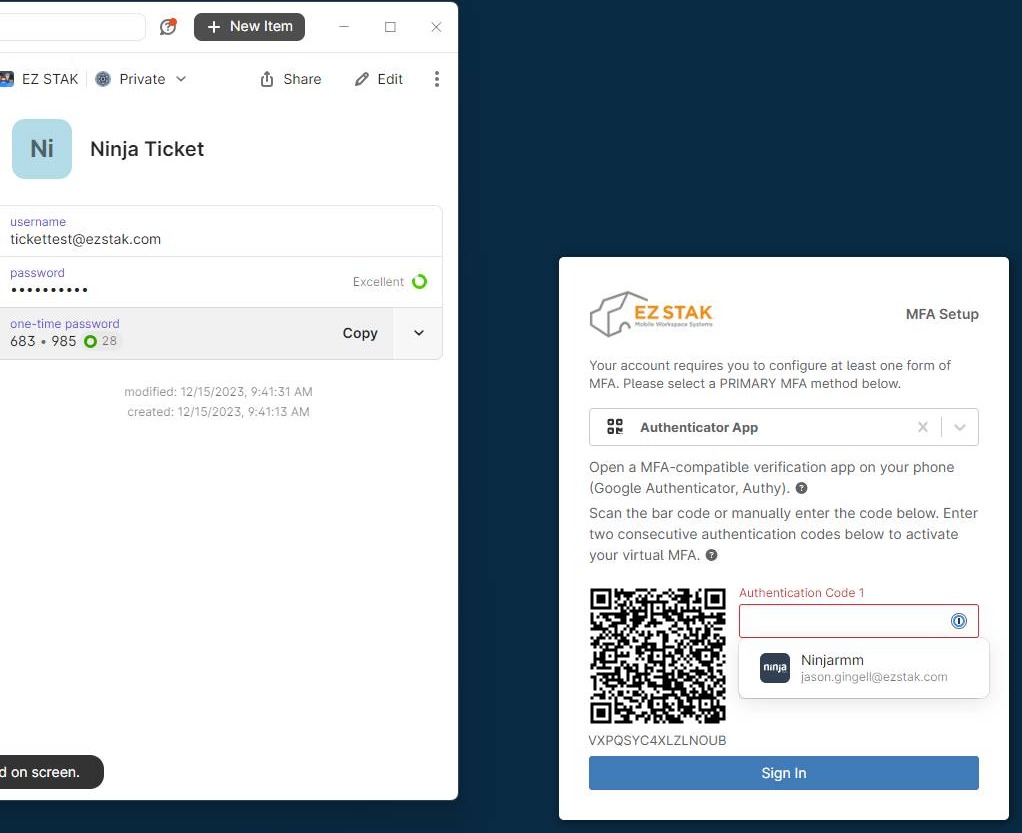 New Item
EZ STAK
Private
Share
Edit
Ni
Ninja Ticket
username
tickettest@ezstak.com
password
••••••••••
Excellent
one-time password
683 • 985
28
Copy
modified: 12/15/2023, 9:41:31 AM
created: 12/15/2023, 9:41:13 AM
d on screen.
EZ STAK
Mobile Workspace Systems
MFA Setup
Your account requires you to configure at least one form of
MFA. Please select a PRIMARY MFA method below.
Authenticator App
Open a MFA-compatible verification app on your phone
(Google Authenticator, Authy).
Scan the bar code or manually enter the code below. Enter
two consecutive authentication codes below to activate
your virtual MFA.
Authentication Code 1
ninja
Ninjarmm
jason.gingell@ezstak.com
VXPQSYC4XLZLNOUB
Sign In